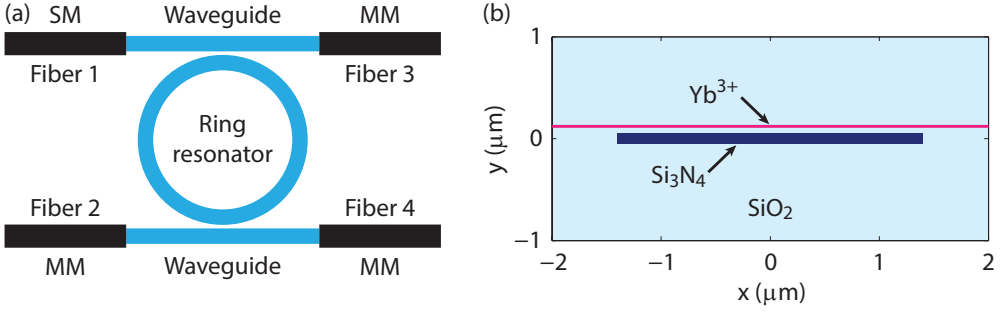 (a)
SM
Waveguide
MM
Fiber 1
Fiber 3
Ring
resonator
Fiber 2
Fiber 4
MM
Waveguide
MM
(b)
1
0
−1
y (μm)
Yb³⁺
Si₃N₄
SiO₂
−2
−1
0
1
2
x (μm)